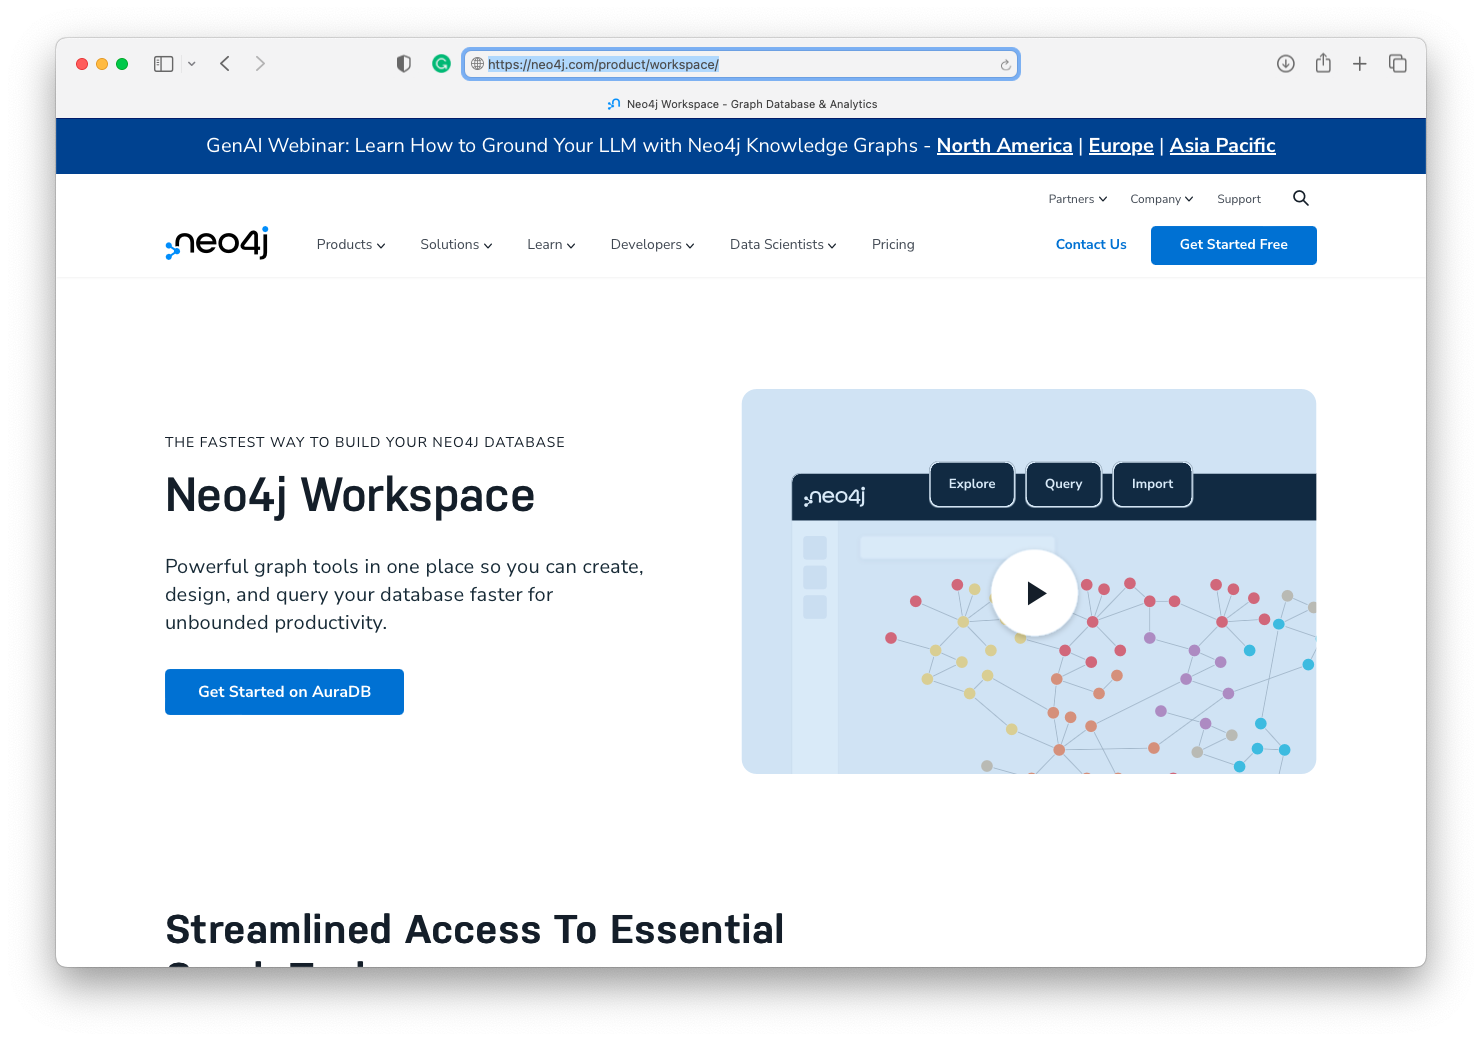 https://neo4j.com/product/workspace/
Neo4j Workspace - Graph Database & Analytics
GenAI Webinar: Learn How to Ground Your LLM with Neo4j Knowledge Graphs - North America | Europe | Asia Pacific
Partners Company Support
neo4j Products Solutions Learn Developers Data Scientists Pricing Contact Us Get Started Free
THE FASTEST WAY TO BUILD YOUR NEO4J DATABASE
Neo4j Workspace
Powerful graph tools in one place so you can create,
design, and query your database faster for
unbounded productivity.
Get Started on AuraDB
neo4j Explore Query Import
Streamlined Access To Essential